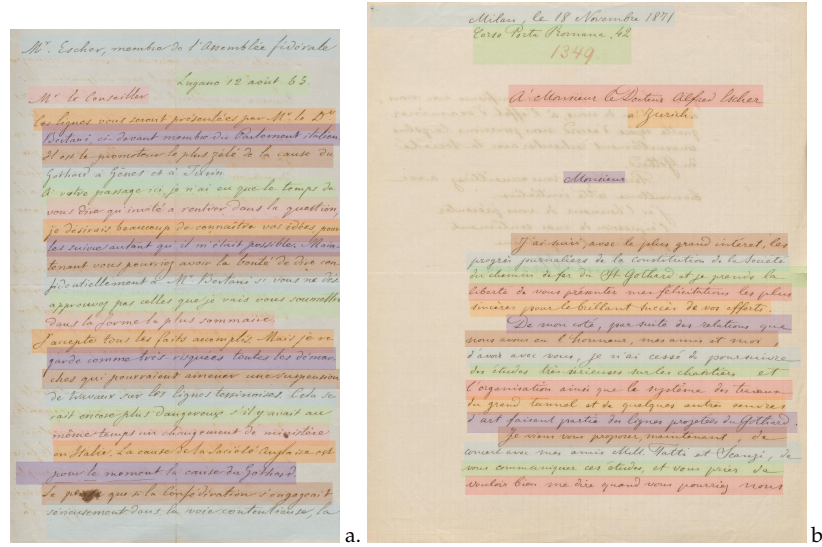 Mr. Escher, membre de l'Assemblée fédérale
Lugano 12 août 63.
Mr le Conseiller
Ces lignes vous seront présentées par Mr le Dr
Bertani, ci-devant membre du Parlement italien.
Il est le promoteur le plus zélé de la cause du
Gothard à Gênes et à Turin.
A votre passage ici, je n'ai eu que le temps de
vous dire qu'invité à rentrer dans la question,
je désirais beaucoup de connaître vos idées, pour
les suivre autant qu'il m'était possible. Main-
tenant vous pourriez avoir la bonté de dire con-
fidentiellement à Mr Bertani si vous ne dés-
approuvez pas celles que je vais vous soumettre
dans la forme la plus sommaire.
J'accepte tous les faits accomplis. Mais je re-
garde comme très risquées toutes les démar-
ches qui pourraient amener une suspension
de travaux sur les lignes tessinoises. Cela se-
rait encore plus dangereux s'il y avait au
même temps un changement de ministère
en Italie. La cause de la Société Anglaise est
pour le moment la cause du Gothard
Je pense que si la Confédération s'engageait
sérieusement dans la voie contentieuse, la
a.
Milan, le 18 Novembre 1871
Corso Porta Romana, 42
1349.
A Monsieur le Docteur Alfred Escher
à Zurich.
Monsieur
J'ai suivi, avec le plus grand interet, les
progrès journaliers de la constitution de la Société
du chemin de fer du St Gothard et je prends la
liberté de vous présenter mes félicitations les plus
sincères pour le brillant succès de vos efforts.
De mon coté, par suite des relations, que
nous avons eu l'honneur, mes amis et moi
d'avoir avec vous, je n'ai cessé de poursuivre
des études très sérieuses sur les chantiers et
l'organisation ainsi que le système des travaux
du grand tunnel et de quelques autres oeuvres
d'art faisant partie des lignes projetées du Gothard.
Je viens vous proposer, maintenant, de
concert avec mes amis MM. Tatti et Scanzi, de
vous communiquer ces études, et vous prier de
vouloir bien me dire quand vous pourriez nous
b